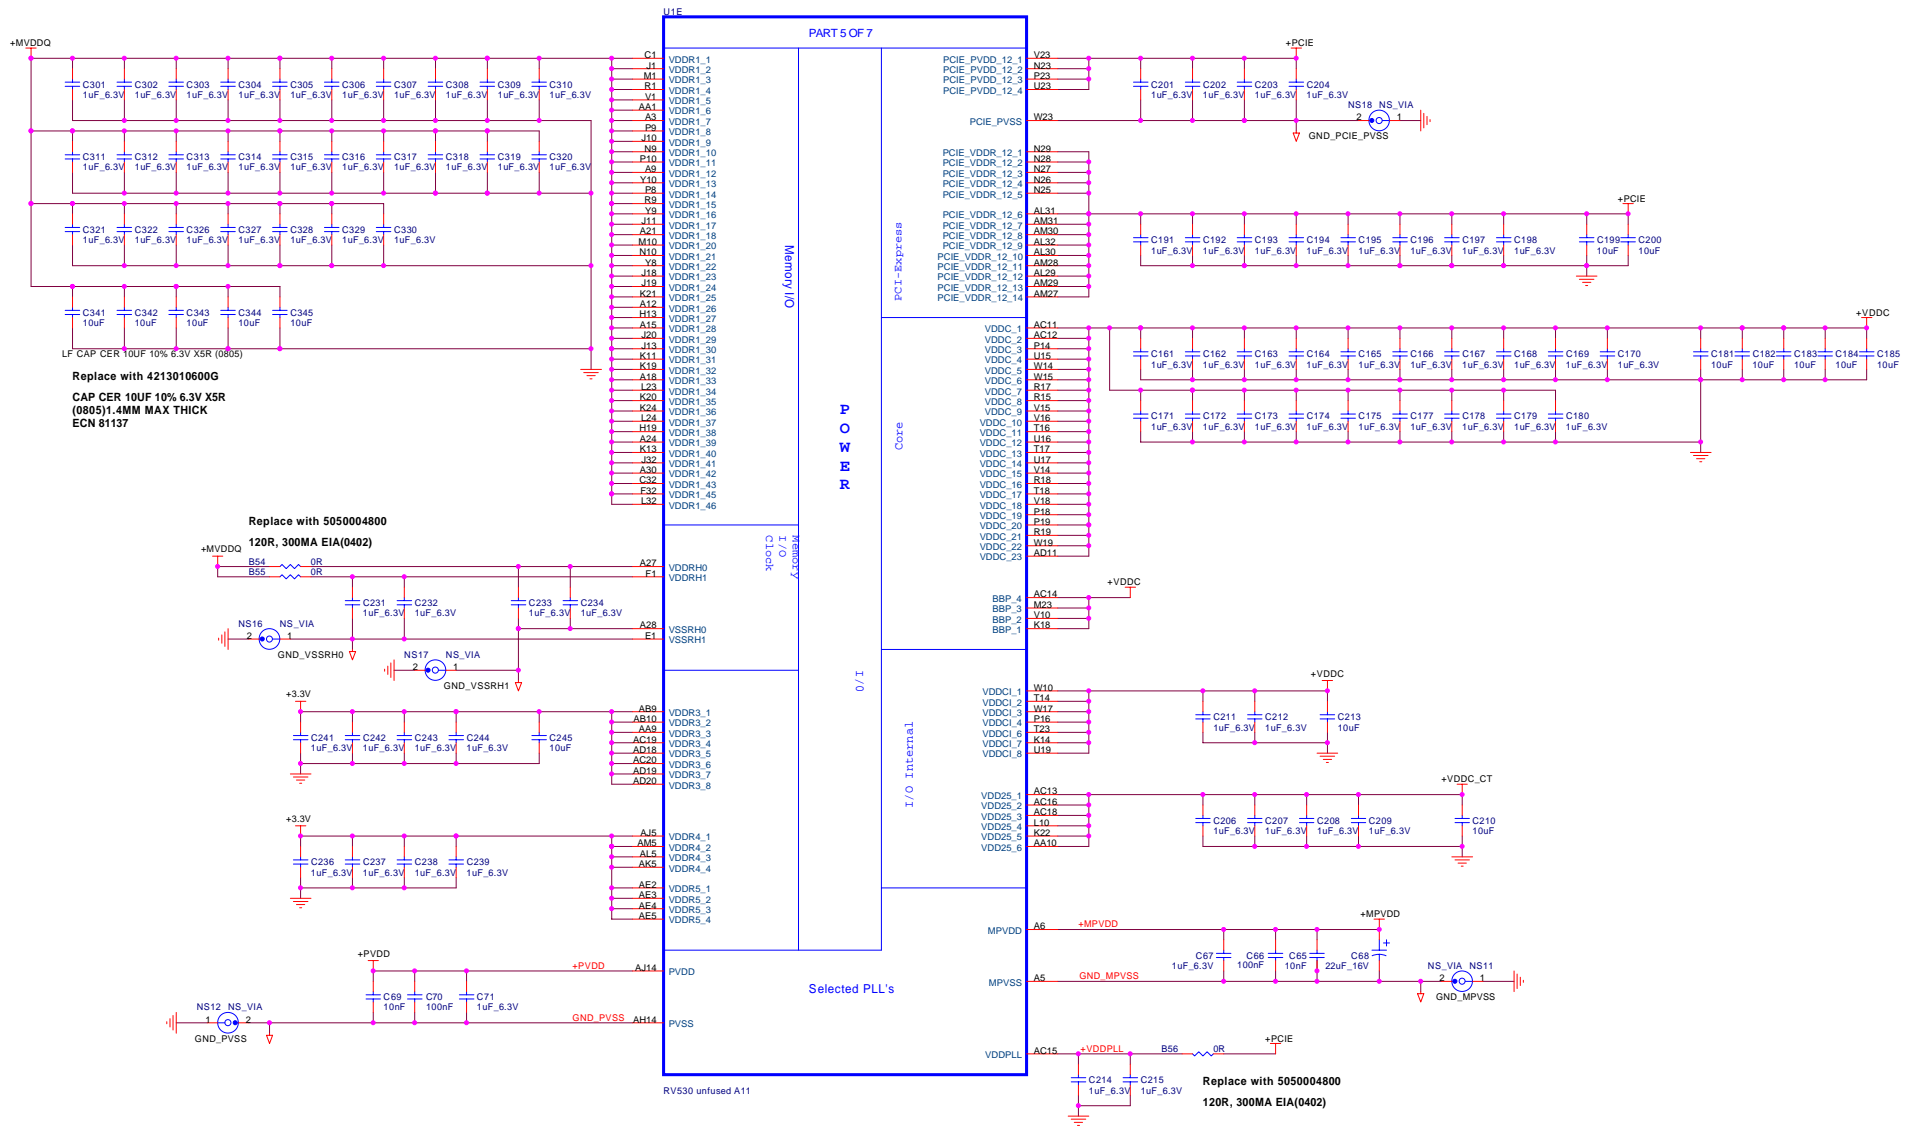 U1E
PART 5 OF 7
+MVDDQ
C301 1uF_6.3V
C302 1uF_6.3V
C303 1uF_6.3V
C304 1uF_6.3V
C305 1uF_6.3V
C306 1uF_6.3V
C307 1uF_6.3V
C308 1uF_6.3V
C309 1uF_6.3V
C310 1uF_6.3V
C311 1uF_6.3V
C312 1uF_6.3V
C313 1uF_6.3V
C314 1uF_6.3V
C315 1uF_6.3V
C316 1uF_6.3V
C317 1uF_6.3V
C318 1uF_6.3V
C319 1uF_6.3V
C320 1uF_6.3V
C321 1uF_6.3V
C322 1uF_6.3V
C326 1uF_6.3V
C327 1uF_6.3V
C328 1uF_6.3V
C329 1uF_6.3V
C330 1uF_6.3V
C341 10uF
C342 10uF
C343 10uF
C344 10uF
C345 10uF
LF CAP CER 10UF 10% 6.3V X5R (0805)
Replace with 4213010600G
CAP CER 10UF 10% 6.3V X5R
(0805)1.4MM MAX THICK
ECN 81137
C1 VDDR1_1
J1 VDDR1_2
M1 VDDR1_3
R1 VDDR1_4
V1 VDDR1_5
AA1 VDDR1_6
A3 VDDR1_7
P9 VDDR1_8
J10 VDDR1_9
N9 VDDR1_10
P10 VDDR1_11
A9 VDDR1_12
Y10 VDDR1_13
P8 VDDR1_14
R9 VDDR1_15
Y9 VDDR1_16
J11 VDDR1_17
A21 VDDR1_18
M10 VDDR1_20
N10 VDDR1_21
Y8 VDDR1_22
J18 VDDR1_23
J19 VDDR1_24
K21 VDDR1_25
A12 VDDR1_26
H13 VDDR1_27
A15 VDDR1_28
J20 VDDR1_29
J13 VDDR1_30
K11 VDDR1_31
K19 VDDR1_32
A18 VDDR1_33
L23 VDDR1_34
K20 VDDR1_35
K24 VDDR1_36
L24 VDDR1_37
H19 VDDR1_38
A24 VDDR1_39
K13 VDDR1_40
J32 VDDR1_41
A30 VDDR1_42
C32 VDDR1_43
F32 VDDR1_45
L32 VDDR1_46
Memory I/O
Replace with 5050004800
120R, 300MA EIA(0402)
+MVDDQ
B54 0R
B55 0R
C231 1uF_6.3V
C232 1uF_6.3V
C233 1uF_6.3V
C234 1uF_6.3V
NS16 NS_VIA
2 1
GND_VSSRH0
NS17 NS_VIA
2 1
GND_VSSRH1
A27 VDDRH0
F1 VDDRH1
A28 VSSRH0
E1 VSSRH1
Memory
I/O
Clock
+3.3V
C241 1uF_6.3V
C242 1uF_6.3V
C243 1uF_6.3V
C244 1uF_6.3V
C245 10uF
AB9 VDDR3_1
AB10 VDDR3_2
AA9 VDDR3_3
AC19 VDDR3_4
AD18 VDDR3_5
AC20 VDDR3_6
AD19 VDDR3_7
AD20 VDDR3_8
I/O
+3.3V
C236 1uF_6.3V
C237 1uF_6.3V
C238 1uF_6.3V
C239 1uF_6.3V
AJ5 VDDR4_1
AM5 VDDR4_2
AL5 VDDR4_3
AK5 VDDR4_4
AE2 VDDR5_1
AE3 VDDR5_2
AE4 VDDR5_3
AE5 VDDR5_4
+PVDD
+PVDD
AJ14 PVDD
C69 10nF
C70 100nF
C71 1uF_6.3V
NS12 NS_VIA
1 2
GND_PVSS
GND_PVSS
AH14 PVSS
RV530 unfused A11
POWER
Selected PLL's
PCI-Express
PCIE_PVDD_12_1 V23
PCIE_PVDD_12_2 N23
PCIE_PVDD_12_3 P23
PCIE_PVDD_12_4 U23
PCIE_PVSS W23
+PCIE
C201 1uF_6.3V
C202 1uF_6.3V
C203 1uF_6.3V
C204 1uF_6.3V
NS18 NS_VIA
2 1
GND_PCIE_PVSS
PCIE_VDDR_12_1 N29
PCIE_VDDR_12_2 N28
PCIE_VDDR_12_3 N27
PCIE_VDDR_12_4 N26
PCIE_VDDR_12_5 N25
PCIE_VDDR_12_6 AL31
PCIE_VDDR_12_7 AM31
PCIE_VDDR_12_8 AM30
PCIE_VDDR_12_9 AL32
PCIE_VDDR_12_10 AL30
PCIE_VDDR_12_11 AM28
PCIE_VDDR_12_12 AL29
PCIE_VDDR_12_13 AM29
PCIE_VDDR_12_14 AM27
+PCIE
C191 1uF_6.3V
C192 1uF_6.3V
C193 1uF_6.3V
C194 1uF_6.3V
C195 1uF_6.3V
C196 1uF_6.3V
C197 1uF_6.3V
C198 1uF_6.3V
C199 10uF
C200 10uF
Core
VDDC_1 AC11
VDDC_2 AC12
VDDC_3 P14
VDDC_4 U15
VDDC_5 W14
VDDC_6 W15
VDDC_7 R17
VDDC_8 R15
VDDC_9 V15
VDDC_10 V16
VDDC_11 T16
VDDC_12 U16
VDDC_13 T17
VDDC_14 U17
VDDC_15 V14
VDDC_16 R18
VDDC_17 T18
VDDC_18 V18
VDDC_19 P18
VDDC_20 P19
VDDC_21 R19
VDDC_22 W19
VDDC_23 AD11
+VDDC
C161 1uF_6.3V
C162 1uF_6.3V
C163 1uF_6.3V
C164 1uF_6.3V
C165 1uF_6.3V
C166 1uF_6.3V
C167 1uF_6.3V
C168 1uF_6.3V
C169 1uF_6.3V
C170 1uF_6.3V
C181 10uF
C182 10uF
C183 10uF
C184 10uF
C185 10uF
C171 1uF_6.3V
C172 1uF_6.3V
C173 1uF_6.3V
C174 1uF_6.3V
C175 1uF_6.3V
C177 1uF_6.3V
C178 1uF_6.3V
C179 1uF_6.3V
C180 1uF_6.3V
+VDDC
BBP_4 AC14
BBP_3 M23
BBP_2 V10
BBP_1 K18
I/O Internal
VDDCI_1 W10
VDDCI_2 T14
VDDCI_3 W17
VDDCI_4 P16
VDDCI_6 T23
VDDCI_7 K14
VDDCI_8 U19
+VDDC
C211 1uF_6.3V
C212 1uF_6.3V
C213 10uF
VDD25_1 AC13
VDD25_2 AC16
VDD25_3 AC18
VDD25_4 L10
VDD25_5 K22
VDD25_6 AA10
+VDDC_CT
C206 1uF_6.3V
C207 1uF_6.3V
C208 1uF_6.3V
C209 1uF_6.3V
C210 10uF
MPVDD A6
+MPVDD
+MPVDD
C67 1uF_6.3V
C66 100nF
C65 10nF
C68 22uF_16V
+
MPVSS A5
GND_MPVSS
NS_VIA NS11
2 1
GND_MPVSS
VDDPLL AC15
+VDDPLL
B56 0R
+PCIE
C214 1uF_6.3V
C215 1uF_6.3V
Replace with 5050004800
120R, 300MA EIA(0402)